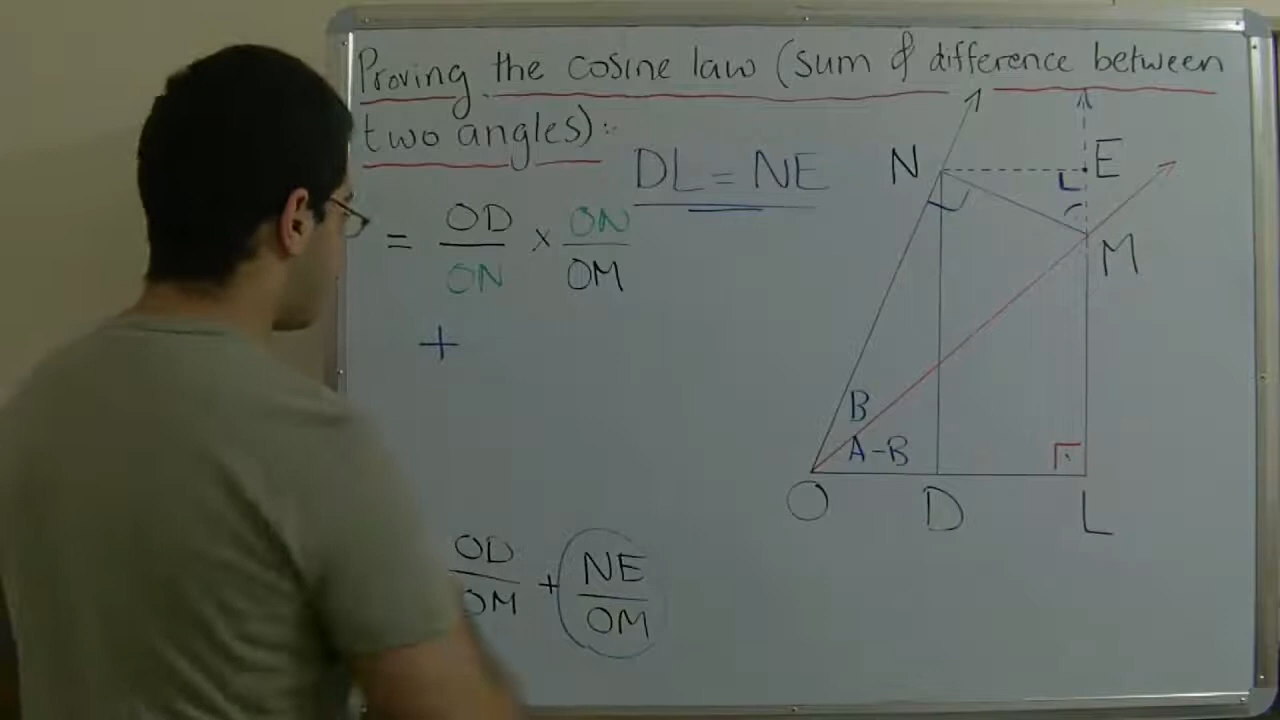 Proving the cosine law (sum & difference between
two angles):
DL = NE
= OD/ON × ON/OM
+
OD/OM + NE/OM
N
E
M
B
A-B
O
D
L